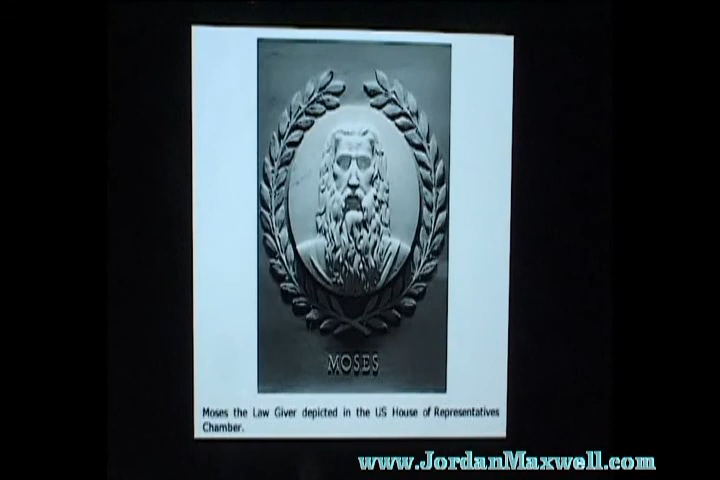 MOSES
Moses the Law Giver depicted in the US House of Representatives
Chamber.
www.JordanMaxwell.com